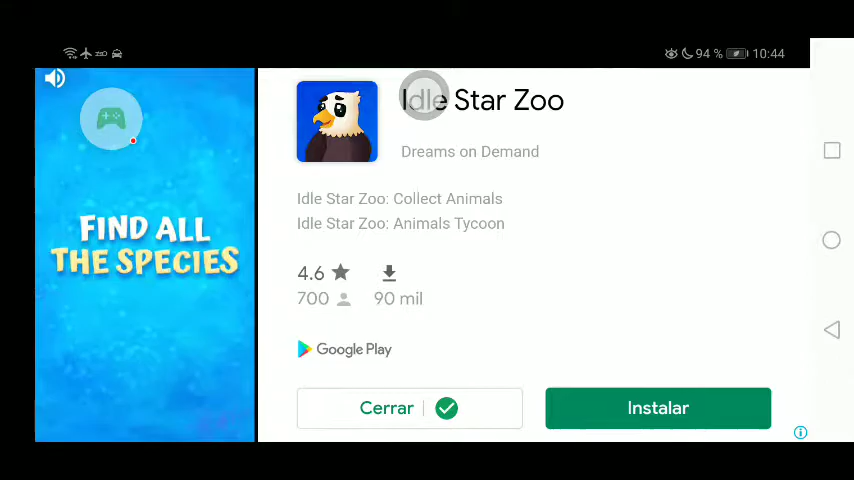 94 % 10:44
Idle Star Zoo
Dreams on Demand
Idle Star Zoo: Collect Animals
Idle Star Zoo: Animals Tycoon
FIND ALL
THE SPECIES
4.6
700 90 mil
Google Play
Cerrar Instalar